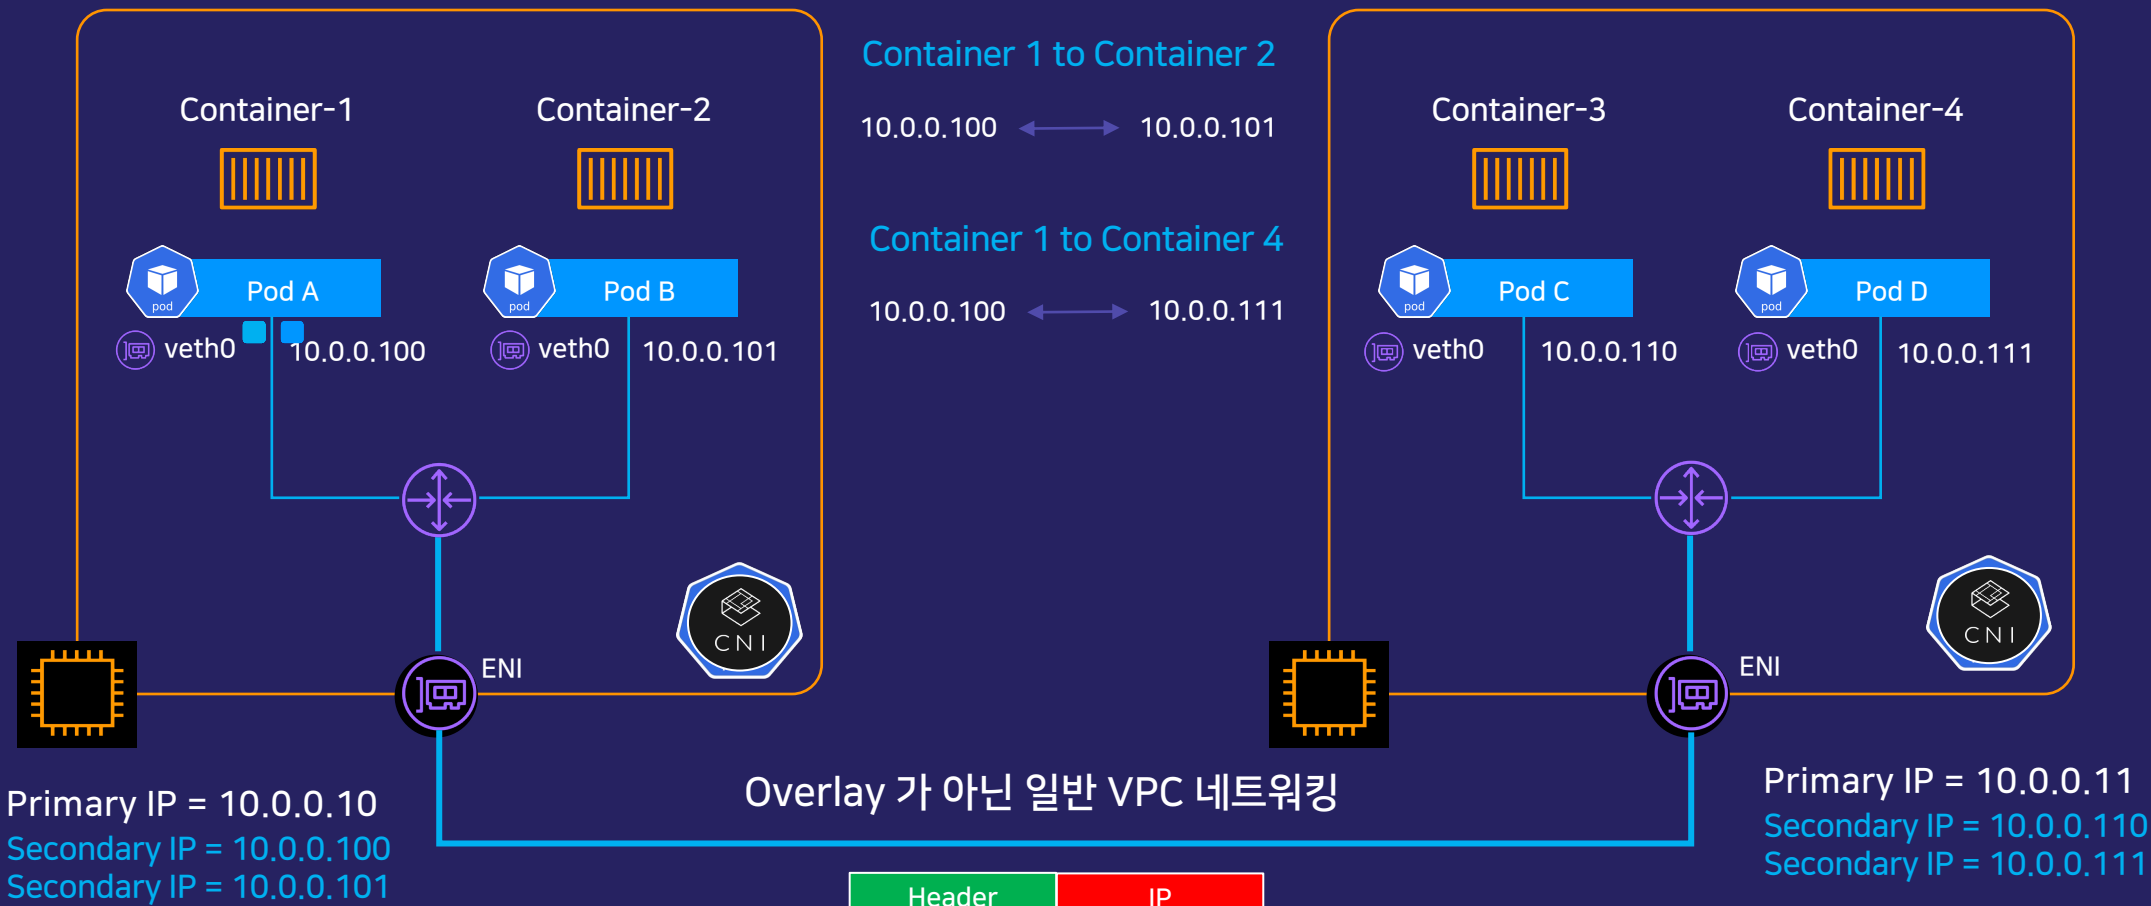 Container-1
Container-2
pod
Pod A
pod
Pod B
veth0
10.0.0.100
veth0
10.0.0.101
CNI
ENI
Primary IP = 10.0.0.10
Secondary IP = 10.0.0.100
Secondary IP = 10.0.0.101
Container 1 to Container 2
10.0.0.100
10.0.0.101
Container 1 to Container 4
10.0.0.100
10.0.0.111
Container-3
Container-4
pod
Pod C
pod
Pod D
veth0
10.0.0.110
veth0
10.0.0.111
CNI
ENI
Primary IP = 10.0.0.11
Secondary IP = 10.0.0.110
Secondary IP = 10.0.0.111
Overlay 가 아닌 일반 VPC 네트워킹
Header
IP